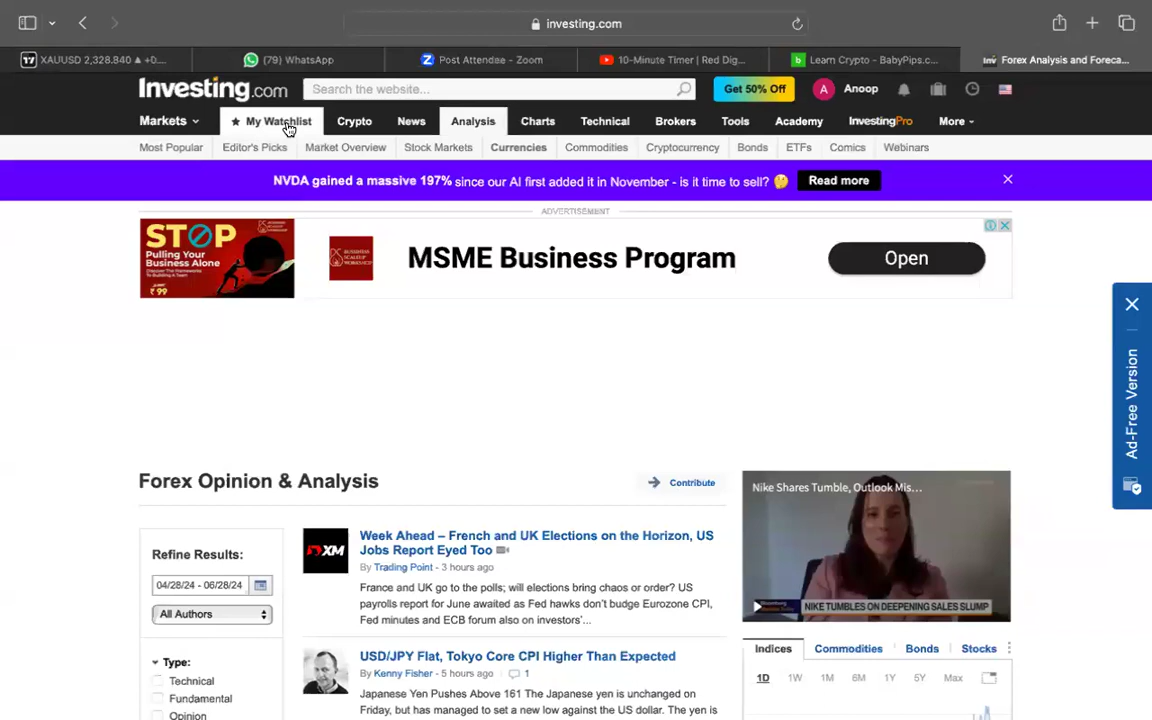 investing.com
XAUUSD 2,328.840 ▲ +0....
(79) WhatsApp
Post Attendee - Zoom
10-Minute Timer | Red Dig...
Learn Crypto - BabyPips.c...
Forex Analysis and Foreca...
Investing.com
Search the website...
Get 50% Off
A
Anoop
Markets
My Watchlist
Crypto
News
Analysis
Charts
Technical
Brokers
Tools
Academy
InvestingPro
More
Most Popular
Editor's Picks
Market Overview
Stock Markets
Currencies
Commodities
Cryptocurrency
Bonds
ETFs
Comics
Webinars
NVDA gained a massive 197% since our AI first added it in November - is it time to sell? 🤔
Read more
ADVERTISEMENT
STOP
Pulling Your
Business Alone
₹ 99
MSME Business Program
Open
Ad-Free Version
Forex Opinion & Analysis
Contribute
Refine Results:
04/28/24 - 06/28/24
All Authors
Type:
Technical
Fundamental
Opinion
XM
Week Ahead – French and UK Elections on the Horizon, US
Jobs Report Eyed Too
By Trading Point - 3 hours ago
France and UK go to the polls; will elections bring chaos or order? US
payrolls report for June awaited as Fed hawks don't budge Eurozone CPI,
Fed minutes and ECB forum also on investors'...
USD/JPY Flat, Tokyo Core CPI Higher Than Expected
By Kenny Fisher - 5 hours ago
1
Japanese Yen Pushes Above 161 The Japanese yen is unchanged on
Friday, but has managed to set a new low against the US dollar. The yen is
Nike Shares Tumble, Outlook Mis...
NIKE TUMBLES ON DEEPENING SALES SLUMP
Indices
Commodities
Bonds
Stocks
1D
1W
1M
6M
1Y
5Y
Max